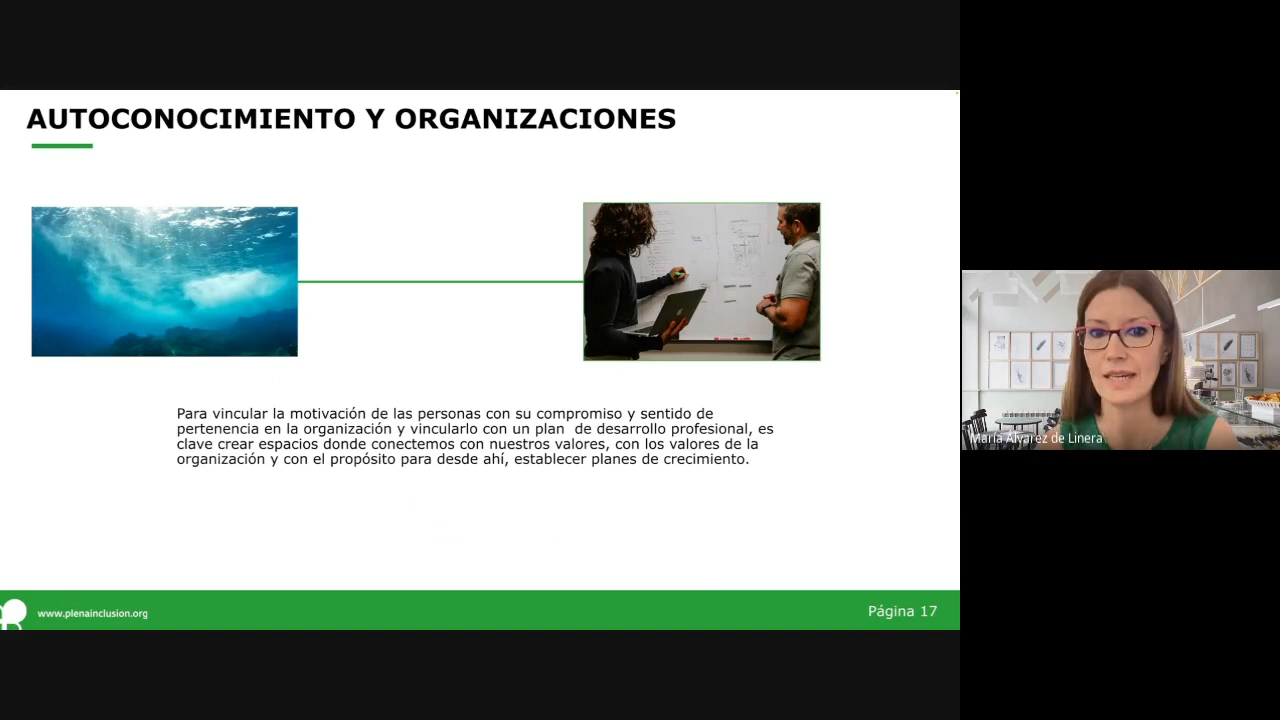 AUTOCONOCIMIENTO Y ORGANIZACIONES
Para vincular la motivación de las personas con su compromiso y sentido de
pertenencia en la organización y vincularlo con un plan  de desarrollo profesional, es
clave crear espacios donde conectemos con nuestros valores, con los valores de la
organización y con el propósito para desde ahí, establecer planes de crecimiento.
www.plenainclusion.org
Página 17
María Álvarez de Linera